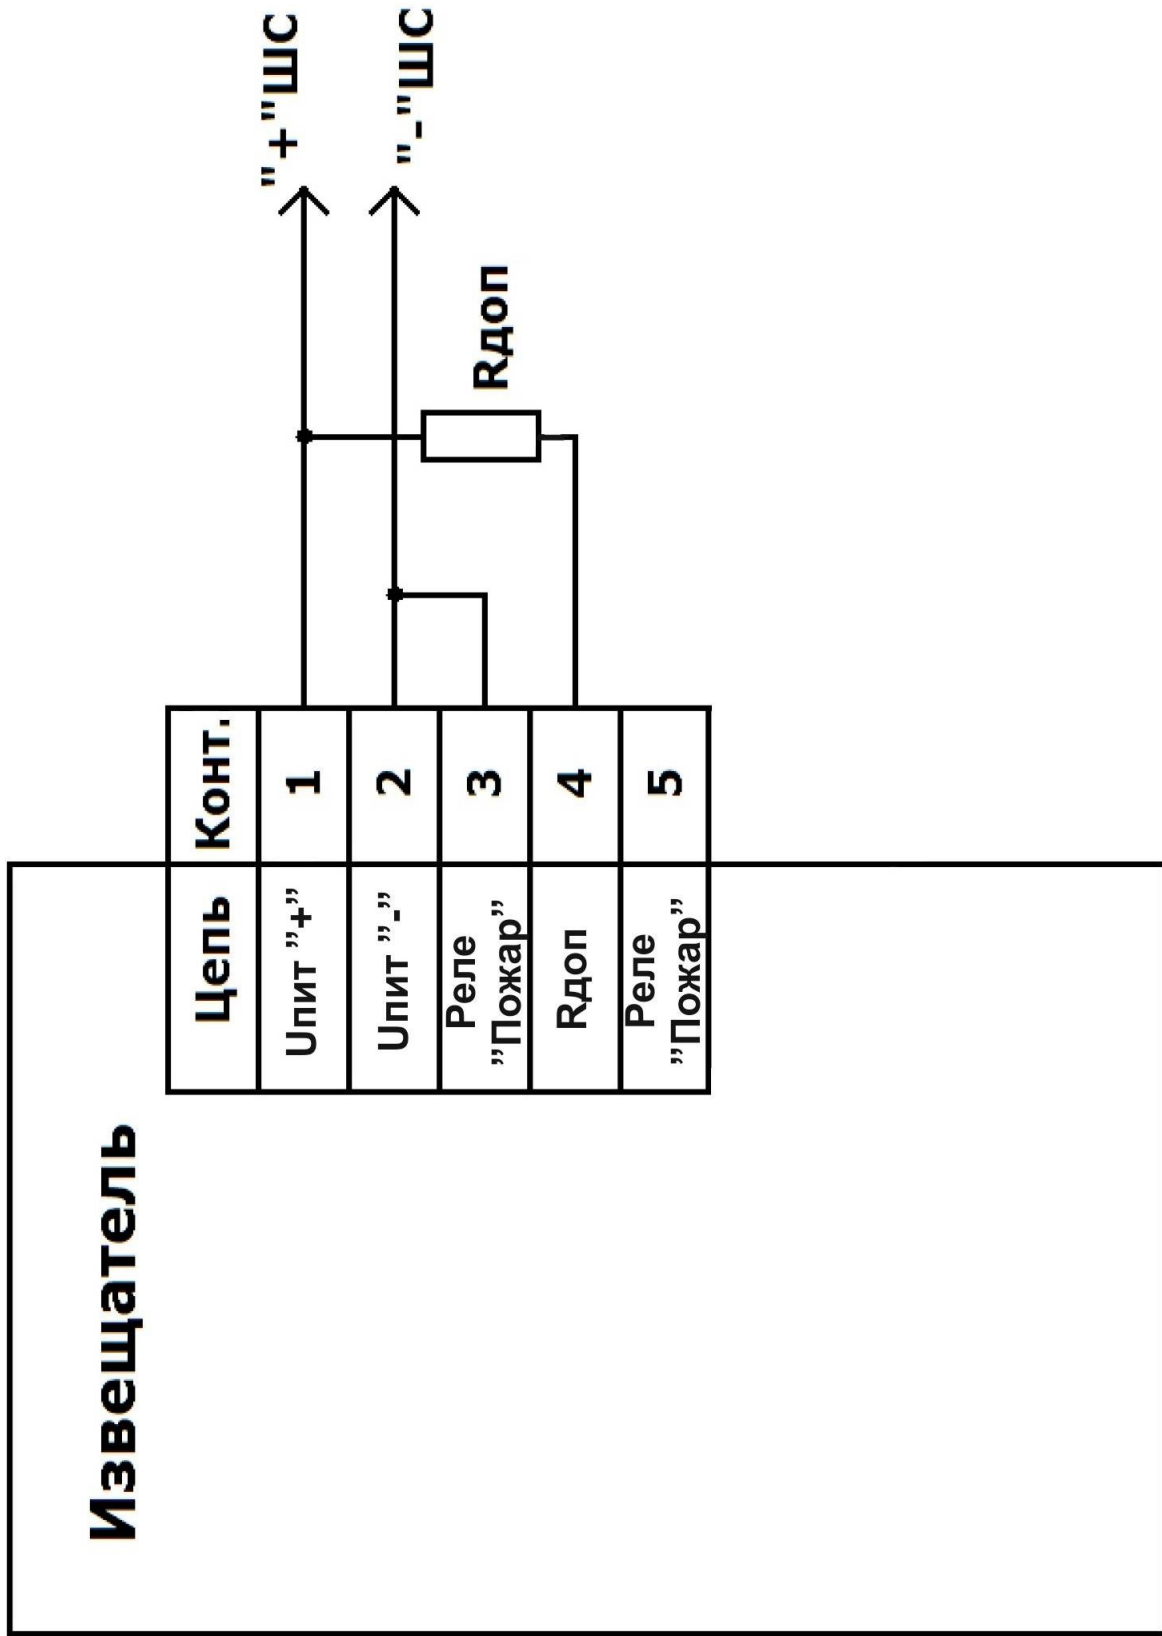 Извещатель
Цепь Конт.
Uпит ”+” 1
Uпит ”-” 2
Реле
”Пожар” 3
Rдоп 4
Реле
”Пожар” 5
"+"ШС
"-"ШС
Rдоп